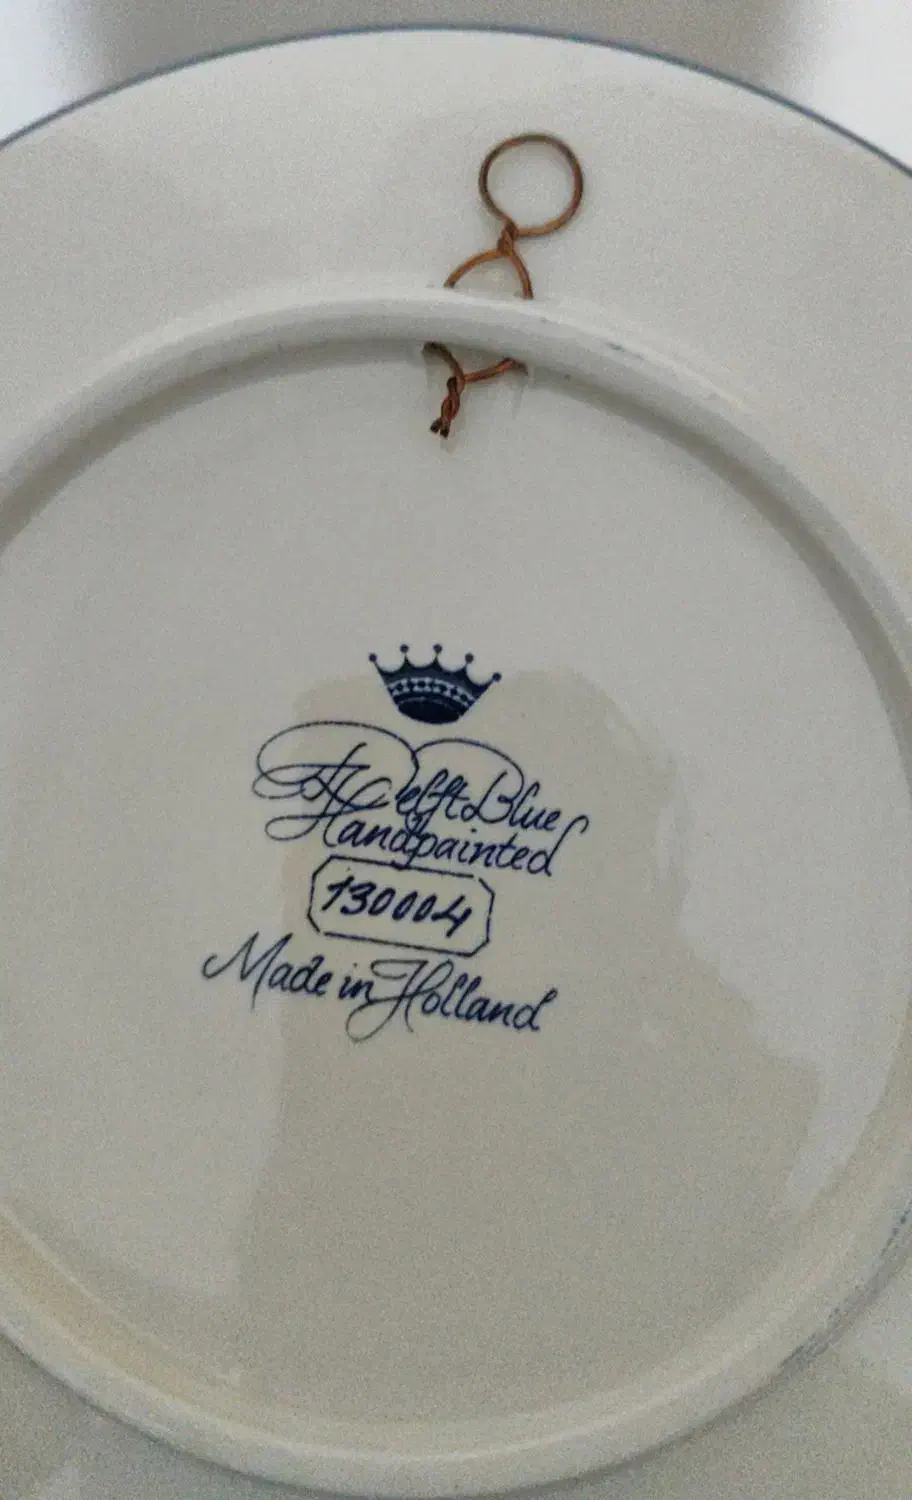 Delft Blue
Handpainted
130004
Made in Holland